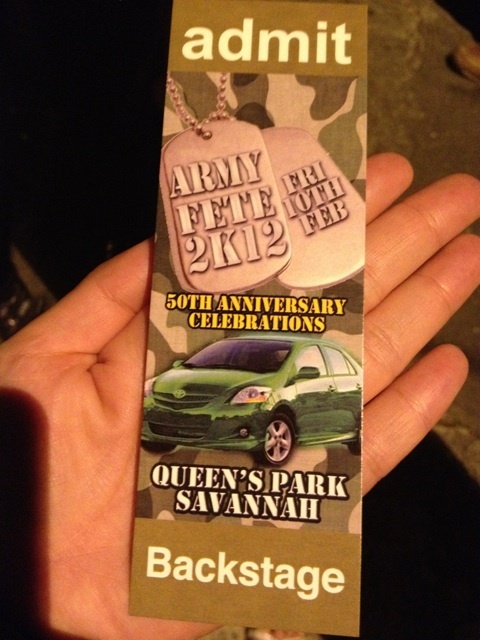 admit
ARMY
FETE
2K12
FRI
10TH
FEB
50TH ANNIVERSARY
CELEBRATIONS
QUEEN'S PARK
SAVANNAH
Backstage